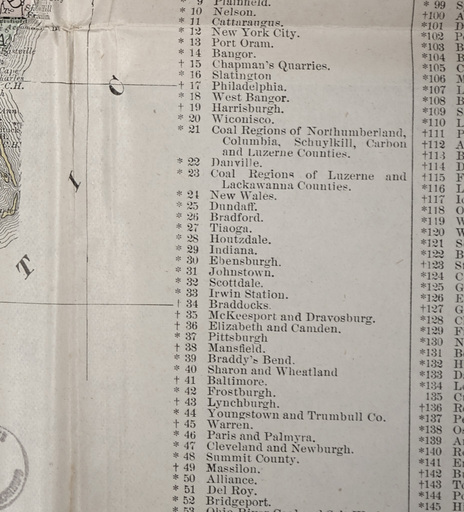 * 9 Plainfield.
* 10 Nelson.
* 11 Cattarangus.
* 12 New York City.
* 13 Port Oram.
* 14 Bangor.
† 15 Chapman's Quarries.
* 16 Slatington
† 17 Philadelphia.
* 18 West Bangor.
† 19 Harrisburgh.
* 20 Wiconisco.
* 21 Coal Regions of Northumberland,
Columbia, Schuylkill, Carbon
and Luzerne Counties.
* 22 Danville.
* 23 Coal Regions of Luzerne and
Lackawanna Counties.
* 24 New Wales.
* 25 Dundaff.
* 26 Bradford.
* 27 Tiaoga.
* 28 Houtzdale.
* 29 Indiana.
* 30 Ebensburgh.
* 31 Johnstown.
* 32 Scottdale.
* 33 Irwin Station.
† 34 Braddocks.
† 35 McKeesport and Dravosburg.
† 36 Elizabeth and Camden.
* 37 Pittsburgh
† 38 Mansfield.
* 39 Braddy's Bend.
* 40 Sharon and Wheatland
† 41 Baltimore.
* 42 Frostburgh.
† 43 Lynchburgh.
* 44 Youngstown and Trumbull Co.
† 45 Warren.
* 46 Paris and Palmyra.
* 47 Cleveland and Newburgh.
* 48 Summit County.
† 49 Massilon.
* 50 Alliance.
* 51 Del Roy.
* 52 Bridgeport.
* 99
†100
*101
*102
*103
*104
*105
*106
*107
*108
*109
*110
†111
†112
†113
†114
†115
*116
†117
*118
*119
*120
*121
*122
†123
*124
*125
*126
†127
*128
*129
*130
*131
*132
*133
*134
135
†136
*137
*138
*139
*140
*141
†142
*143
*144
*145
C.H.
C
I
T